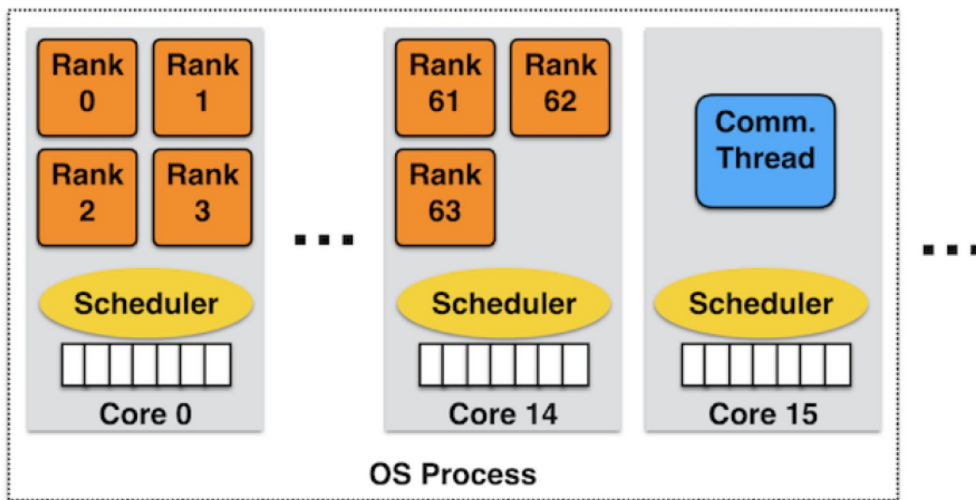 Rank
0
Rank
1
Rank
2
Rank
3
Scheduler
Core 0
...
Rank
61
Rank
62
Rank
63
Scheduler
Core 14
Comm.
Thread
Scheduler
Core 15
...
OS Process